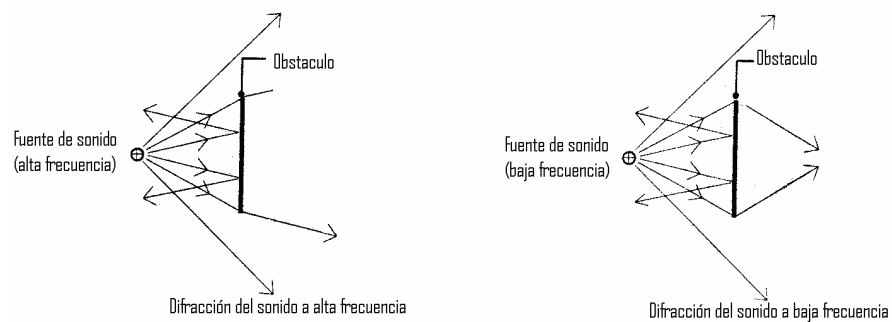 Obstaculo
Fuente de sonido
(alta frecuencia)
Difracción del sonido a alta frecuencia
Obstaculo
Fuente de sonido
(baja frecuencia)
Difracción del sonido a baja frecuencia